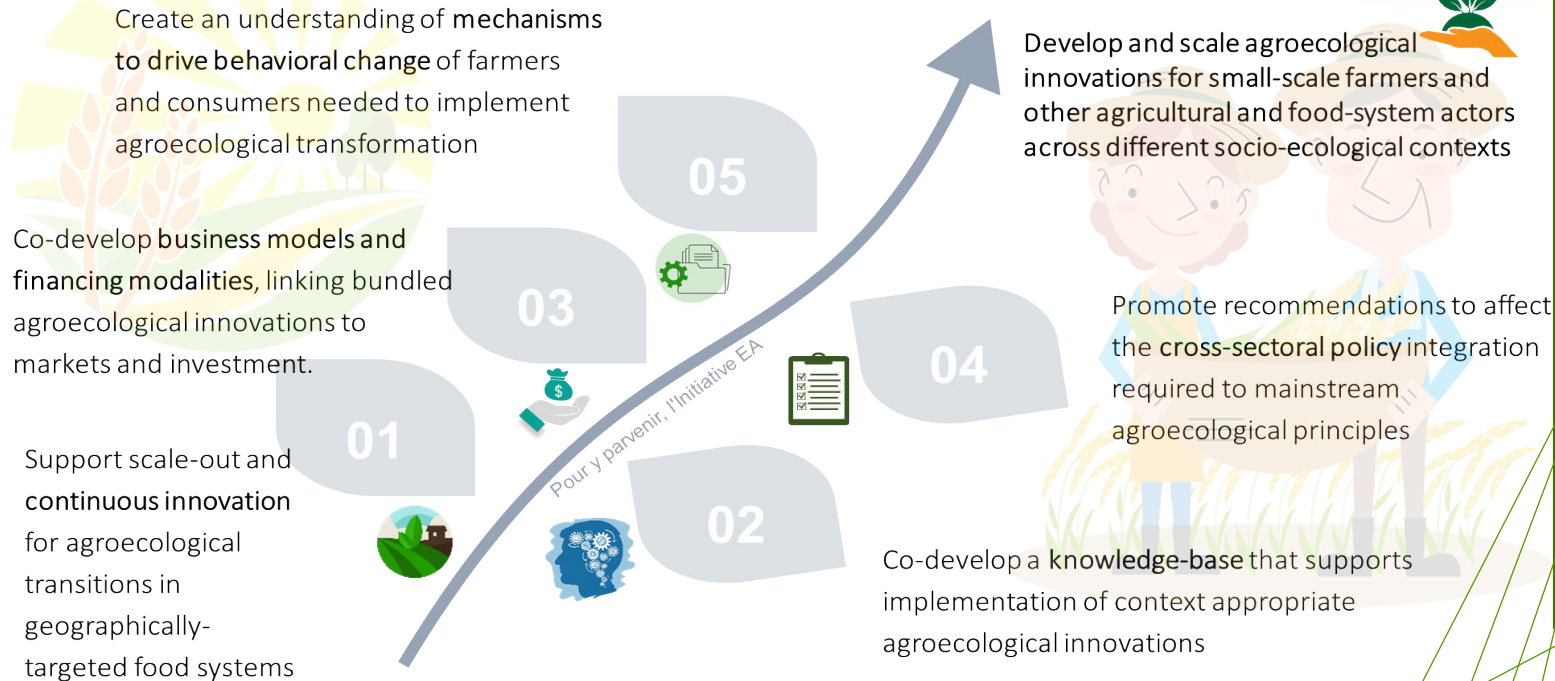 Create an understanding of mechanisms
to drive behavioral change of farmers
and consumers needed to implement
agroecological transformation
05
Develop and scale agroecological
innovations for small-scale farmers and
other agricultural and food-system actors
across different socio-ecological contexts
Co-develop business models and
financing modalities, linking bundled
agroecological innovations to
markets and investment.
03
Promote recommendations to affect
the cross-sectoral policy integration
required to mainstream
agroecological principles
04
$
Pour y parvenir, l'Initiative EA
01
Support scale-out and
continuous innovation
for agroecological
transitions in
geographically-
targeted food systems
02
Co-develop a knowledge-base that supports
implementation of context appropriate
agroecological innovations